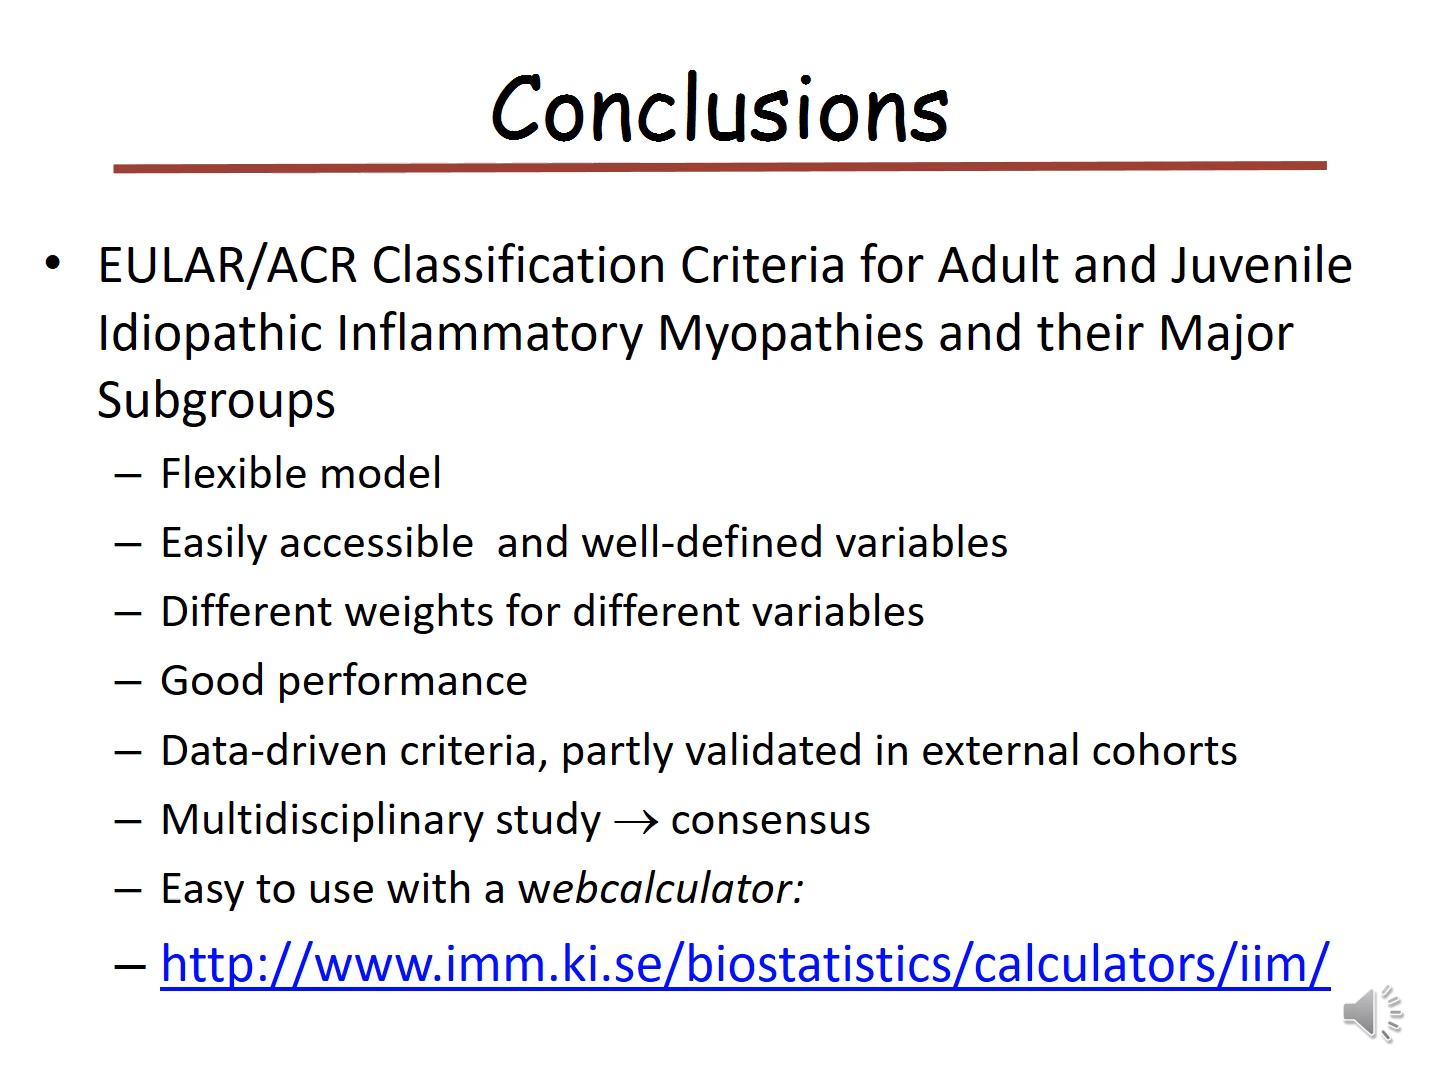 Conclusions
• EULAR/ACR Classification Criteria for Adult and Juvenile
Idiopathic Inflammatory Myopathies and their Major
Subgroups
– Flexible model
– Easily accessible  and well-defined variables
– Different weights for different variables
– Good performance
– Data-driven criteria, partly validated in external cohorts
– Multidisciplinary study → consensus
– Easy to use with a webcalculator:
– http://www.imm.ki.se/biostatistics/calculators/iim/